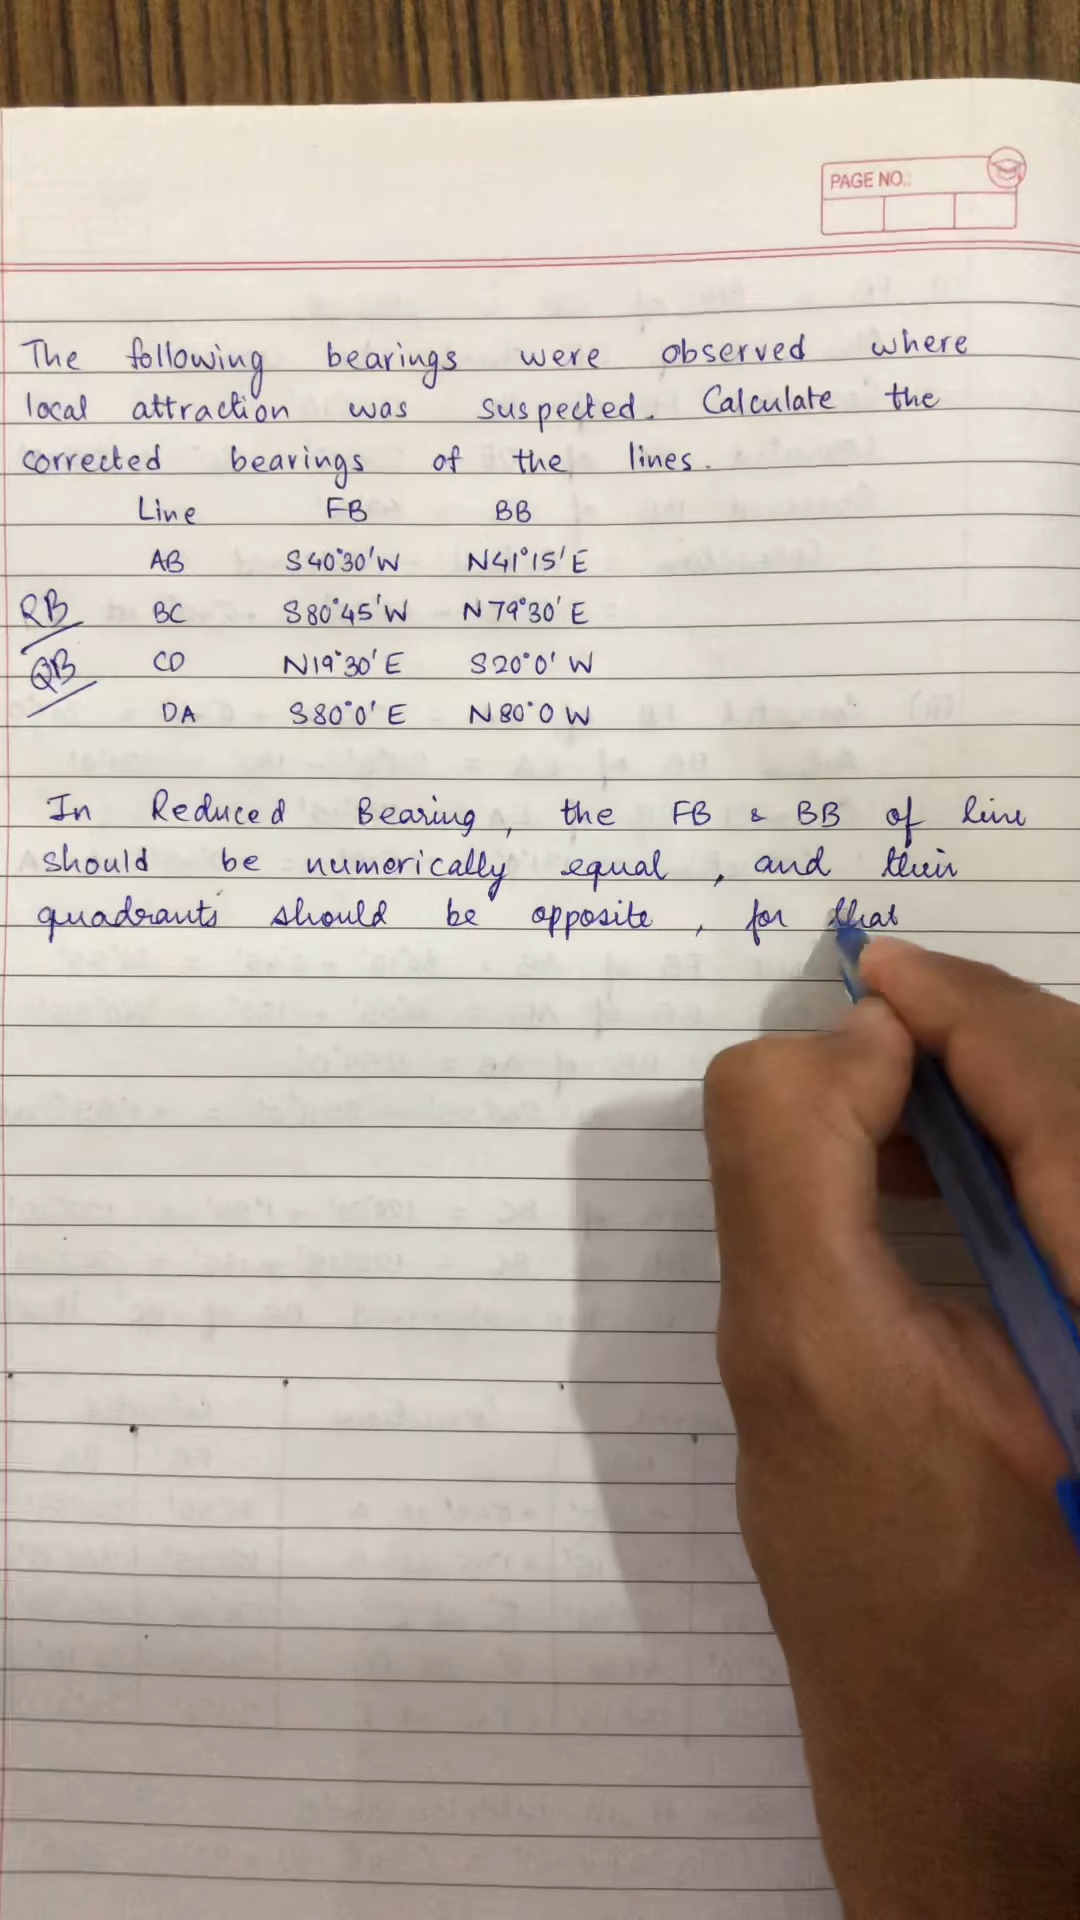 PAGE NO.:
The following bearings were observed where
local attraction was suspected. Calculate the
corrected bearings of the lines.
Line FB BB
AB S40°30'W N41°15'E
RB BC S80°45'W N79°30'E
QB CD N19°30'E S20°0'W
DA S80°0'E N80°0W
In Reduced Bearing, the FB & BB of line
should be numerically equal, and their
quadrants should be opposite, for that